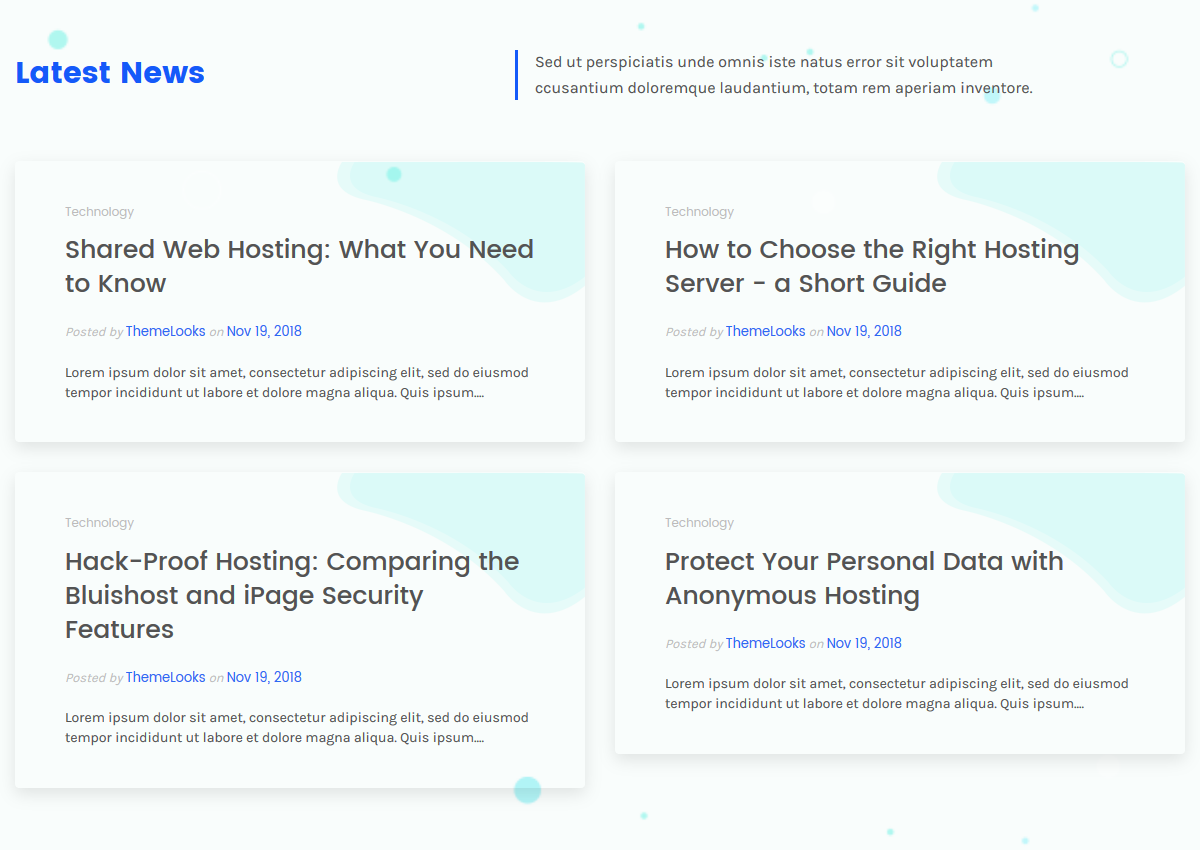 Latest News
Sed ut perspiciatis unde omnis iste natus error sit voluptatem
ccusantium doloremque laudantium, totam rem aperiam inventore.
Technology
Shared Web Hosting: What You Need
to Know
Posted by ThemeLooks on Nov 19, 2018
Lorem ipsum dolor sit amet, consectetur adipiscing elit, sed do eiusmod
tempor incididunt ut labore et dolore magna aliqua. Quis ipsum....
Technology
How to Choose the Right Hosting
Server - a Short Guide
Posted by ThemeLooks on Nov 19, 2018
Lorem ipsum dolor sit amet, consectetur adipiscing elit, sed do eiusmod
tempor incididunt ut labore et dolore magna aliqua. Quis ipsum....
Technology
Hack-Proof Hosting: Comparing the
Bluishost and iPage Security
Features
Posted by ThemeLooks on Nov 19, 2018
Lorem ipsum dolor sit amet, consectetur adipiscing elit, sed do eiusmod
tempor incididunt ut labore et dolore magna aliqua. Quis ipsum....
Technology
Protect Your Personal Data with
Anonymous Hosting
Posted by ThemeLooks on Nov 19, 2018
Lorem ipsum dolor sit amet, consectetur adipiscing elit, sed do eiusmod
tempor incididunt ut labore et dolore magna aliqua. Quis ipsum....